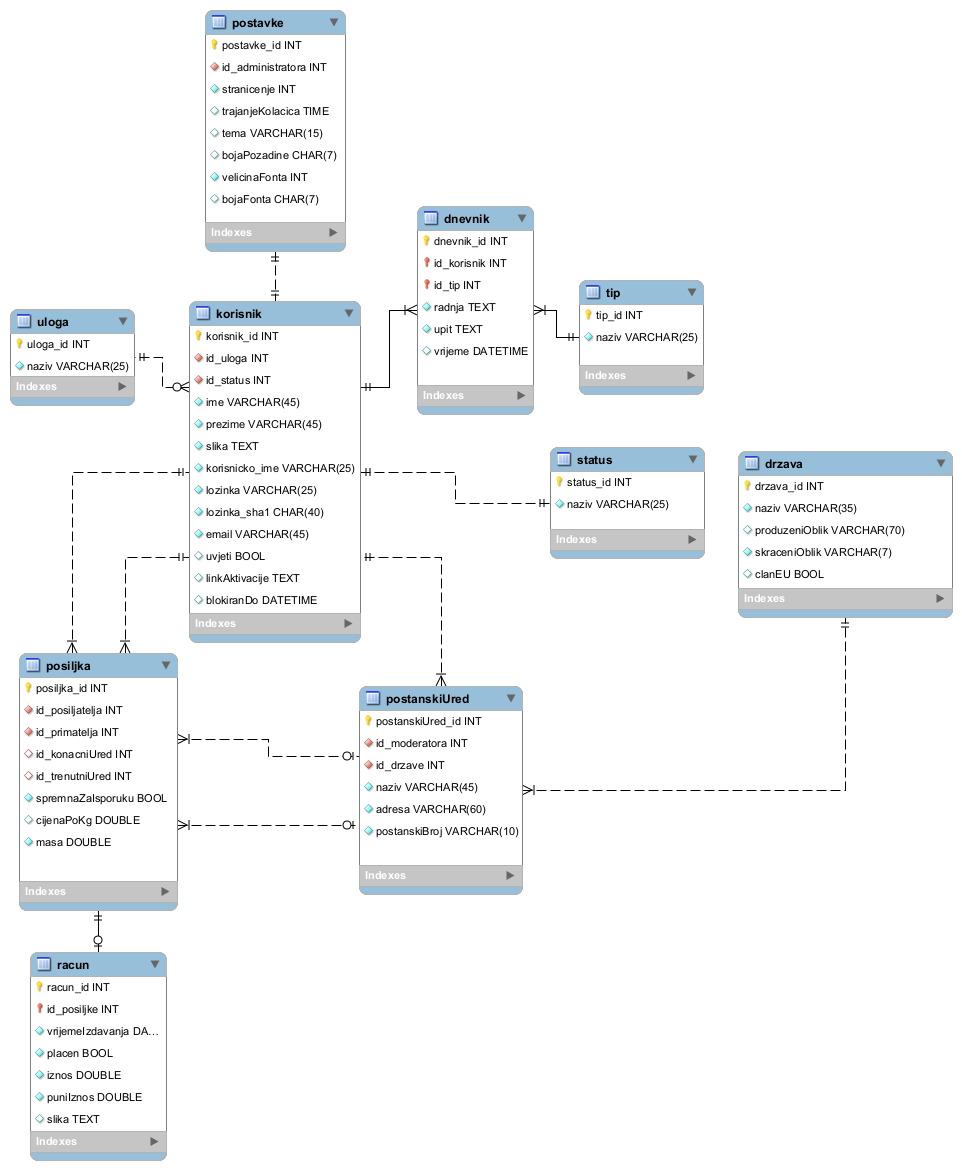 postavke
postavke_id INT
id_administratora INT
stranicenje INT
trajanjeKolacica TIME
tema VARCHAR(15)
bojaPozadine CHAR(7)
velicinaFonta INT
bojaFonta CHAR(7)
Indexes
dnevnik
dnevnik_id INT
id_korisnik INT
id_tip INT
radnja TEXT
upit TEXT
vrijeme DATETIME
Indexes
tip
tip_id INT
naziv VARCHAR(25)
Indexes
uloga
uloga_id INT
naziv VARCHAR(25)
Indexes
korisnik
korisnik_id INT
id_uloga INT
id_status INT
ime VARCHAR(45)
prezime VARCHAR(45)
slika TEXT
korisnicko_ime VARCHAR(25)
lozinka VARCHAR(25)
lozinka_sha1 CHAR(40)
email VARCHAR(45)
uvjeti BOOL
linkAktivacije TEXT
blokiranDo DATETIME
Indexes
status
status_id INT
naziv VARCHAR(25)
Indexes
drzava
drzava_id INT
naziv VARCHAR(35)
produzeniOblik VARCHAR(70)
skraceniOblik VARCHAR(7)
clanEU BOOL
Indexes
posiljka
posiljka_id INT
id_posiljatelja INT
id_primatelja INT
id_konacniUred INT
id_trenutniUred INT
spremnaZaIsporuku BOOL
cijenaPoKg DOUBLE
masa DOUBLE
Indexes
postanskiUred
postanskiUred_id INT
id_moderatora INT
id_drzave INT
naziv VARCHAR(45)
adresa VARCHAR(60)
postanskiBroj VARCHAR(10)
Indexes
racun
racun_id INT
id_posiljke INT
vrijemeIzdavanja DA...
placen BOOL
iznos DOUBLE
puniIznos DOUBLE
slika TEXT
Indexes